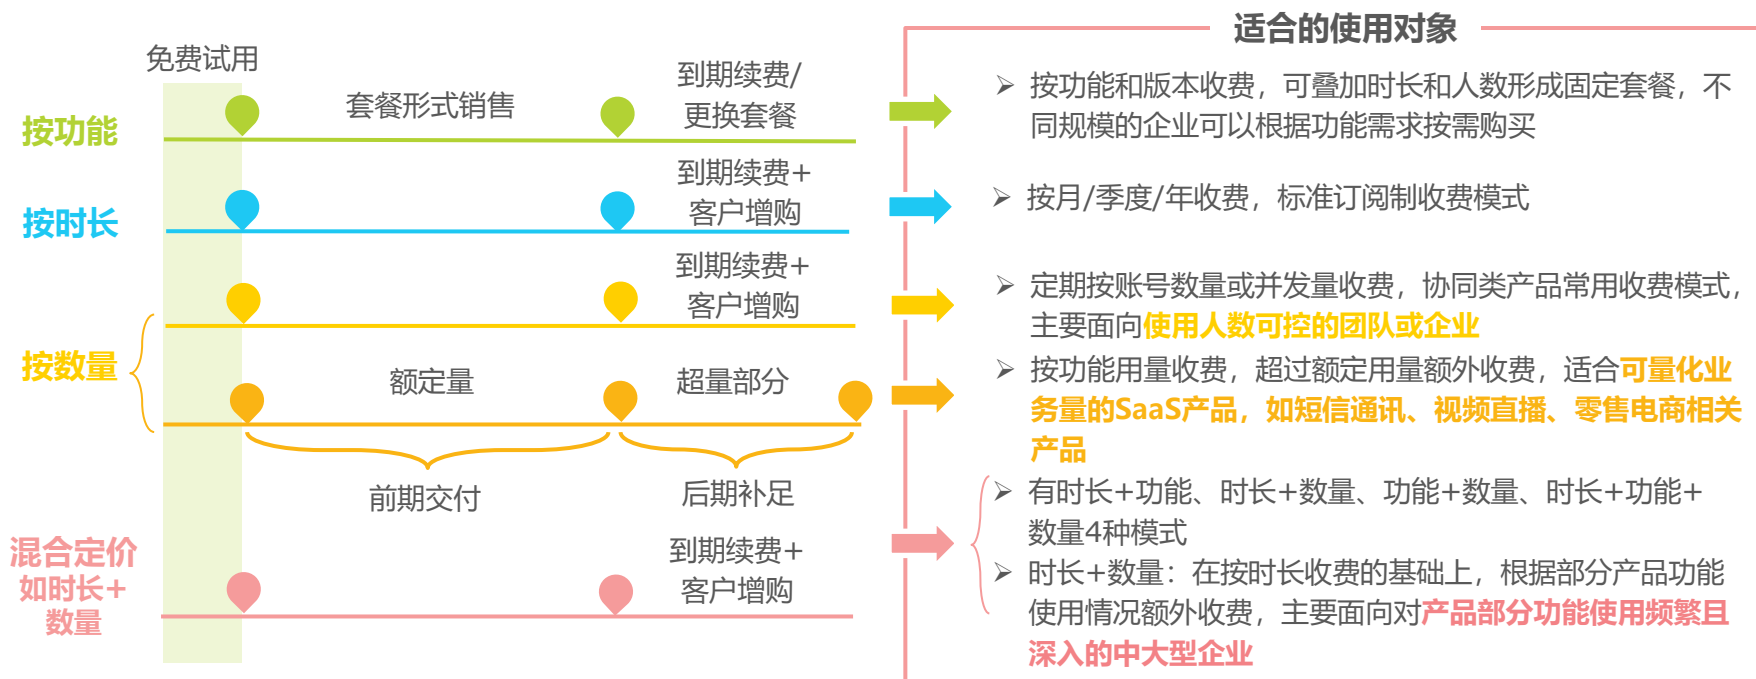 适合的使用对象
免费试用
按功能
套餐形式销售
到期续费/
更换套餐
➢ 按功能和版本收费，可叠加时长和人数形成固定套餐，不
同规模的企业可以根据功能需求按需购买
按时长
到期续费+
客户增购
➢ 按月/季度/年收费，标准订阅制收费模式
按数量
到期续费+
客户增购
➢ 定期按账号数量或并发量收费，协同类产品常用收费模式，
主要面向使用人数可控的团队或企业
额定量
超量部分
前期交付
后期补足
➢ 按功能用量收费，超过额定用量额外收费，适合可量化业
务量的SaaS产品，如短信通讯、视频直播、零售电商相关
产品
混合定价
如时长+
数量
到期续费+
客户增购
➢ 有时长+功能、时长+数量、功能+数量、时长+功能+
数量4种模式
➢ 时长+数量：在按时长收费的基础上，根据部分产品功能
使用情况额外收费，主要面向对产品部分功能使用频繁且
深入的中大型企业